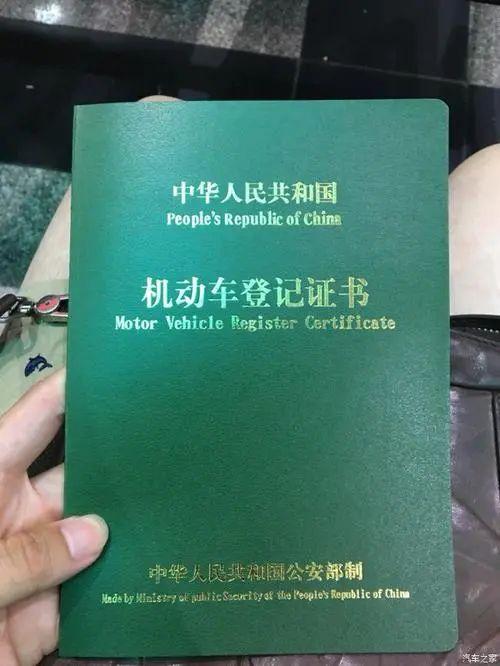 中华人民共和国
People's Republic of China
机动车登记证书
Motor Vehicle Register Certificate
中华人民共和国公安部制
Made by Ministry of public Security of the People's Republic of China
汽车之家